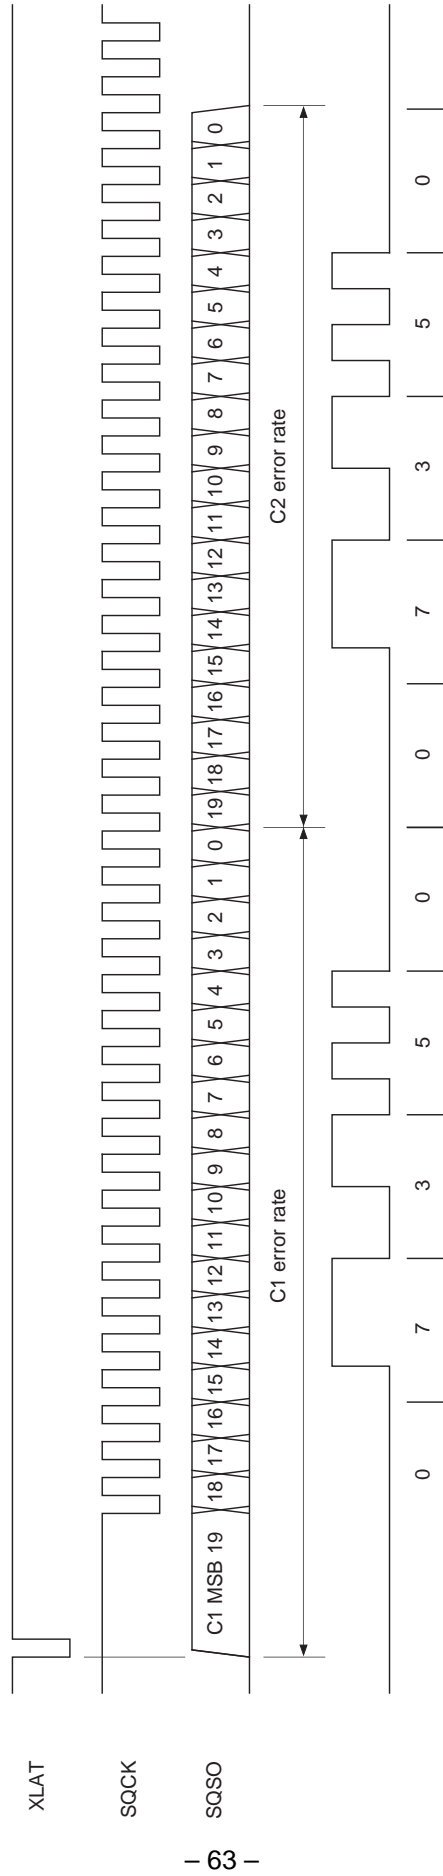 XLAT
SQCK
SQSO
C1 MSB 19 18 17 16 15 14 13 12 11 10 9 8 7 6 5 4 3 2 1 0 19 18 17 16 15 14 13 12 11 10 9 8 7 6 5 4 3 2 1 0
C1 error rate C2 error rate
0 7 3 5 0 0 7 3 5 0
– 63 –